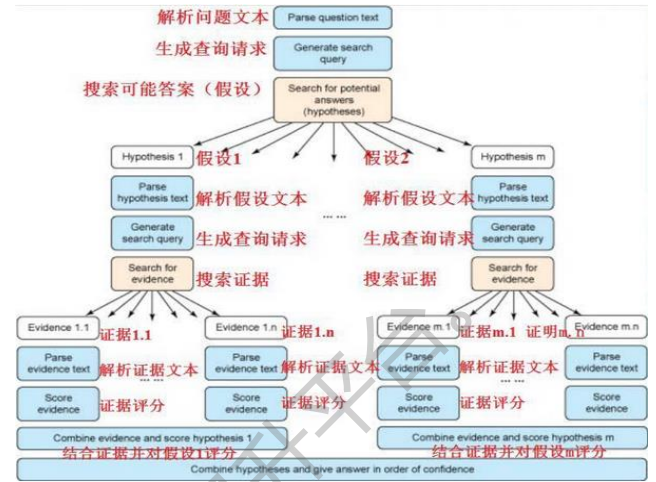 解析问题文本 Parse question text
生成查询请求 Generate search
query
搜索可能答案（假设） Search for potential
answers
(hypotheses)
Hypothesis 1 假设1 假设2 Hypothesis m
Parse
hypothesis text 解析假设文本 解析假设文本 Parse
hypothesis text
... ...
Generate
search query 生成查询请求 生成查询请求 Generate
search query
Search for
evidence 搜索证据 搜索证据 Search for
evidence
Evidence 1.1 证据1.1 Evidence 1.n 证据1.n Evidence m.1 证据m.1 证明m.n Evidence m.n
Parse
evidence text 解析证据文本 Parse
evidence text 解析证据文本 Parse
evidence text 解析证据文本 Parse
evidence text
... ... ... ...
Score
evidence 证据评分 Score
evidence 证据评分 Score
evidence 证据评分 Score
evidence
Combine evidence and score hypothesis 1 Combine evidence and score hypothesis m
结合证据并对假设1评分 结合证据并对假设m评分
Combine hypotheses and give answer in order of confidence
升平台。